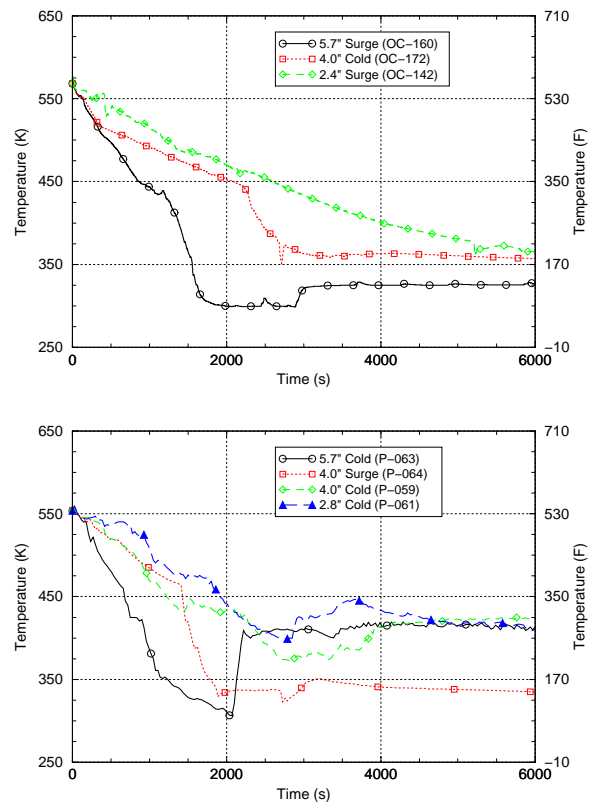 650
710
5.7" Surge (OC−160)
4.0" Cold (OC−172)
2.4" Surge (OC−142)
550
530
Temperature (K)
Temperature (F)
450
350
350
170
250
−10
0
2000
4000
6000
Time (s)
650
710
5.7" Cold (P−063)
4.0" Surge (P−064)
4.0" Cold (P−059)
2.8" Cold (P−061)
550
530
Temperature (K)
Temperature (F)
450
350
350
170
250
−10
0
2000
4000
6000
Time (s)